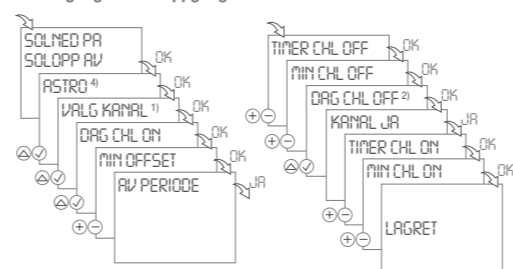 SOLNED PA
SOLOPP AV
OK
ASTRO 4)
OK
VALG KANAL 1)
OK
DAG CHL ON
OK
MIN OFFSET
OK
AV PERIODE
JA
TIMER CHL OFF
OK
MIN CHL OFF
OK
DAG CHL OFF 2)
OK
KANAL JA
JA
TIMER CHL ON
OK
MIN CHL ON
OK
LAGRET